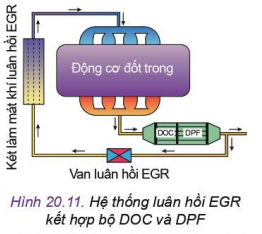 Két làm mát khí luân hồi EGR
Động cơ đốt trong
DOC
DPF
Van luân hồi EGR
Hình 20.11. Hệ thống luân hồi EGR
kết hợp bộ DOC và DPF